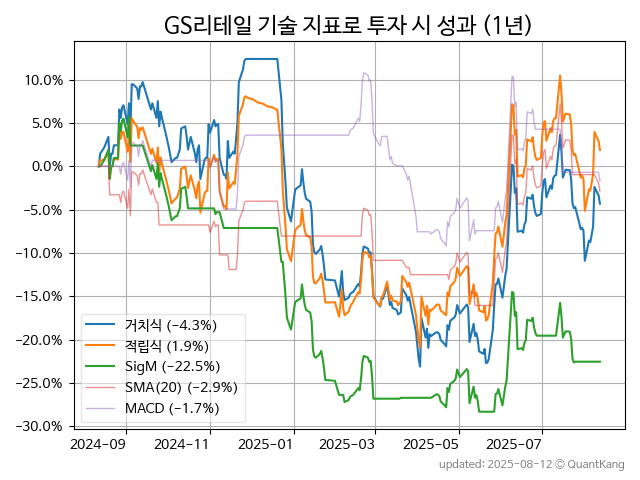 GS리테일 기술 지표로 투자 시 성과 (1년)
10.0%
5.0%
0.0%
−5.0%
−10.0%
−15.0%
−20.0%
−25.0%
−30.0%
거치식 (−4.3%)
적립식 (1.9%)
SigM (−22.5%)
SMA(20) (−2.9%)
MACD (−1.7%)
2024-09 2024-11 2025-01 2025-03 2025-05 2025-07
updated: 2025-08-12 © QuantKang